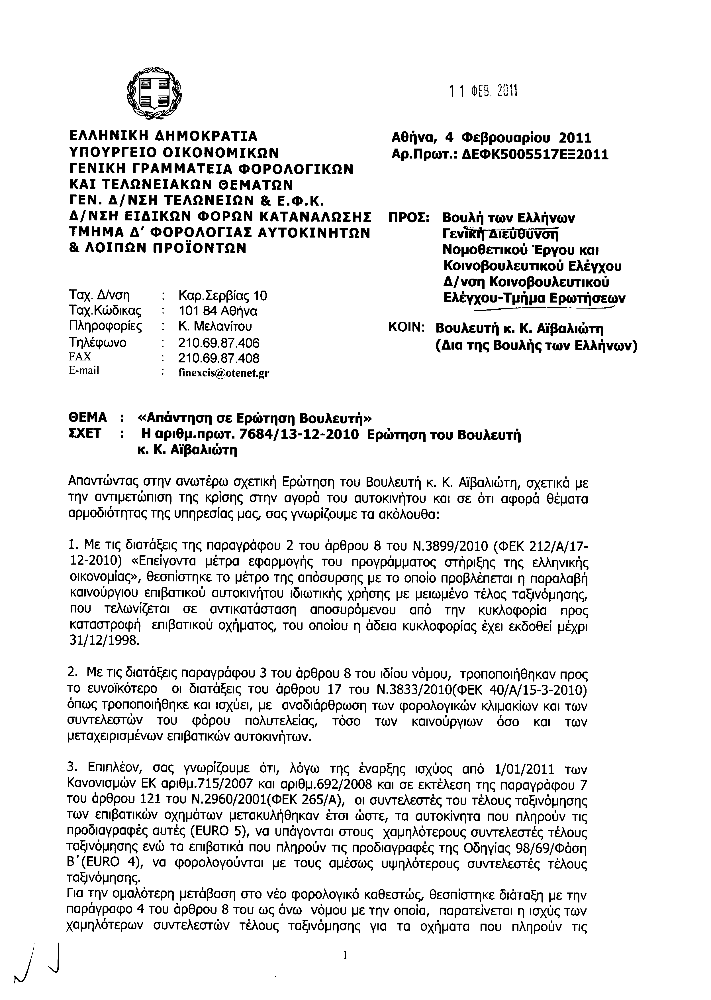 1 1 ΦΕΒ. 2011
ΕΛΛΗΝΙΚΗ ΔΗΜΟΚΡΑΤΙΑ
ΥΠΟΥΡΓΕΙΟ ΟΙΚΟΝΟΜΙΚΩΝ
ΓΕΝΙΚΗ ΓΡΑΜΜΑΤΕΙΑ ΦΟΡΟΛΟΓΙΚΩΝ
ΚΑΙ ΤΕΛΩΝΕΙΑΚΩΝ ΘΕΜΑΤΩΝ
ΓΕΝ. Δ/ΝΣΗ ΤΕΛΩΝΕΙΩΝ & Ε.Φ.Κ.
Δ/ΝΣΗ ΕΙΔΙΚΩΝ ΦΟΡΩΝ ΚΑΤΑΝΑΛΩΣΗΣ
ΤΜΗΜΑ Δ' ΦΟΡΟΛΟΓΙΑΣ ΑΥΤΟΚΙΝΗΤΩΝ
& ΛΟΙΠΩΝ ΠΡΟΪΟΝΤΩΝ
Αθήνα, 4 Φεβρουαρίου 2011
Αρ.Πρωτ.: ΔΕΦΚ5005517ΕΞ2011
ΠΡΟΣ: Βουλή των Ελλήνων
Γενική Διεύθυνση
Νομοθετικού Έργου και
Κοινοβουλευτικού Ελέγχου
Δ/νση Κοινοβουλευτικού
Ελέγχου-Τμήμα Ερωτήσεων
ΚΟΙΝ: Βουλευτή κ. Κ. Αϊβαλιώτη
(Δια της Βουλής των Ελλήνων)
Ταχ. Δ/νση : Καρ.Σερβίας 10
Ταχ.Κώδικας : 101 84 Αθήνα
Πληροφορίες : Κ. Μελανίτου
Τηλέφωνο : 210.69.87.406
FAX : 210.69.87.408
E-mail : finexcis@otenet.gr
ΘΕΜΑ : «Απάντηση σε Ερώτηση Βουλευτή»
ΣΧΕΤ : Η αριθμ.πρωτ. 7684/13-12-2010 Ερώτηση του Βουλευτή
κ. Κ. Αϊβαλιώτη
Απαντώντας στην ανωτέρω σχετική Ερώτηση του Βουλευτή κ. Κ. Αϊβαλιώτη, σχετικά με
την αντιμετώπιση της κρίσης στην αγορά του αυτοκινήτου και σε ότι αφορά θέματα
αρμοδιότητας της υπηρεσίας μας, σας γνωρίζουμε τα ακόλουθα:
1. Με τις διατάξεις της παραγράφου 2 του άρθρου 8 του Ν.3899/2010 (ΦΕΚ 212/Α/17-
12-2010) «Επείγοντα μέτρα εφαρμογής του προγράμματος στήριξης της ελληνικής
οικονομίας», θεσπίστηκε το μέτρο της απόσυρσης με το οποίο προβλέπεται η παραλαβή
καινούργιου επιβατικού αυτοκινήτου ιδιωτικής χρήσης με μειωμένο τέλος ταξινόμησης,
που τελωνίζεται σε αντικατάσταση αποσυρόμενου από την κυκλοφορία προς
καταστροφή επιβατικού οχήματος, του οποίου η άδεια κυκλοφορίας έχει εκδοθεί μέχρι
31/12/1998.
2. Με τις διατάξεις παραγράφου 3 του άρθρου 8 του ιδίου νόμου, τροποποιήθηκαν προς
το ευνοϊκότερο οι διατάξεις του άρθρου 17 του Ν.3833/2010(ΦΕΚ 40/Α/15-3-2010)
όπως τροποποιήθηκε και ισχύει, με αναδιάρθρωση των φορολογικών κλιμακίων και των
συντελεστών του φόρου πολυτελείας, τόσο των καινούργιων όσο και των
μεταχειρισμένων επιβατικών αυτοκινήτων.
3. Επιπλέον, σας γνωρίζουμε ότι, λόγω της έναρξης ισχύος από 1/01/2011 των
Κανονισμών ΕΚ αριθμ.715/2007 και αριθμ.692/2008 και σε εκτέλεση της παραγράφου 7
του άρθρου 121 του Ν.2960/2001(ΦΕΚ 265/Α), οι συντελεστές του τέλους ταξινόμησης
των επιβατικών οχημάτων μετακυλήθηκαν έτσι ώστε, τα αυτοκίνητα που πληρούν τις
προδιαγραφές αυτές (EURO 5), να υπάγονται στους χαμηλότερους συντελεστές τέλους
ταξινόμησης ενώ τα επιβατικά που πληρούν τις προδιαγραφές της Οδηγίας 98/69/Φάση
Β΄(EURO 4), να φορολογούνται με τους αμέσως υψηλότερους συντελεστές τέλους
ταξινόμησης.
Για την ομαλότερη μετάβαση στο νέο φορολογικό καθεστώς, θεσπίστηκε διάταξη με την
παράγραφο 4 του άρθρου 8 του ως άνω νόμου με την οποία, παρατείνεται η ισχύς των
χαμηλότερων συντελεστών τέλους ταξινόμησης για τα οχήματα που πληρούν τις
1